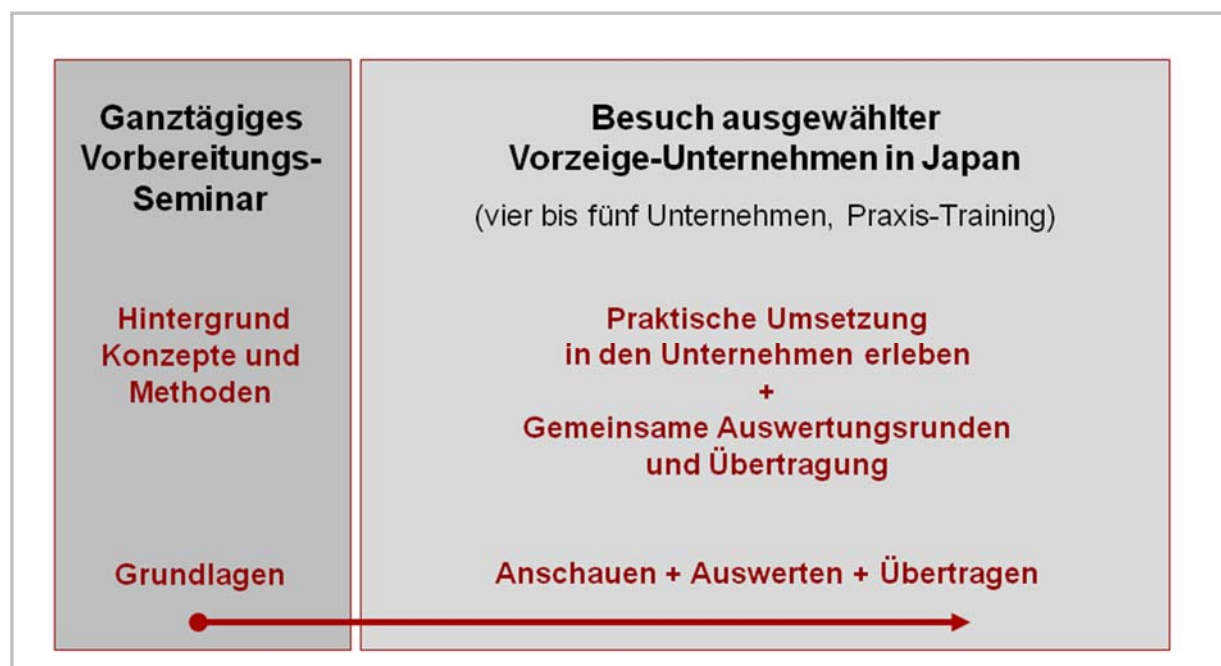 Ganztägiges
Vorbereitungs-
Seminar
Hintergrund
Konzepte und
Methoden
Grundlagen
Besuch ausgewählter
Vorzeige-Unternehmen in Japan
(vier bis fünf Unternehmen, Praxis-Training)
Praktische Umsetzung
in den Unternehmen erleben
+
Gemeinsame Auswertungsrunden
und Übertragung
Anschauen + Auswerten + Übertragen